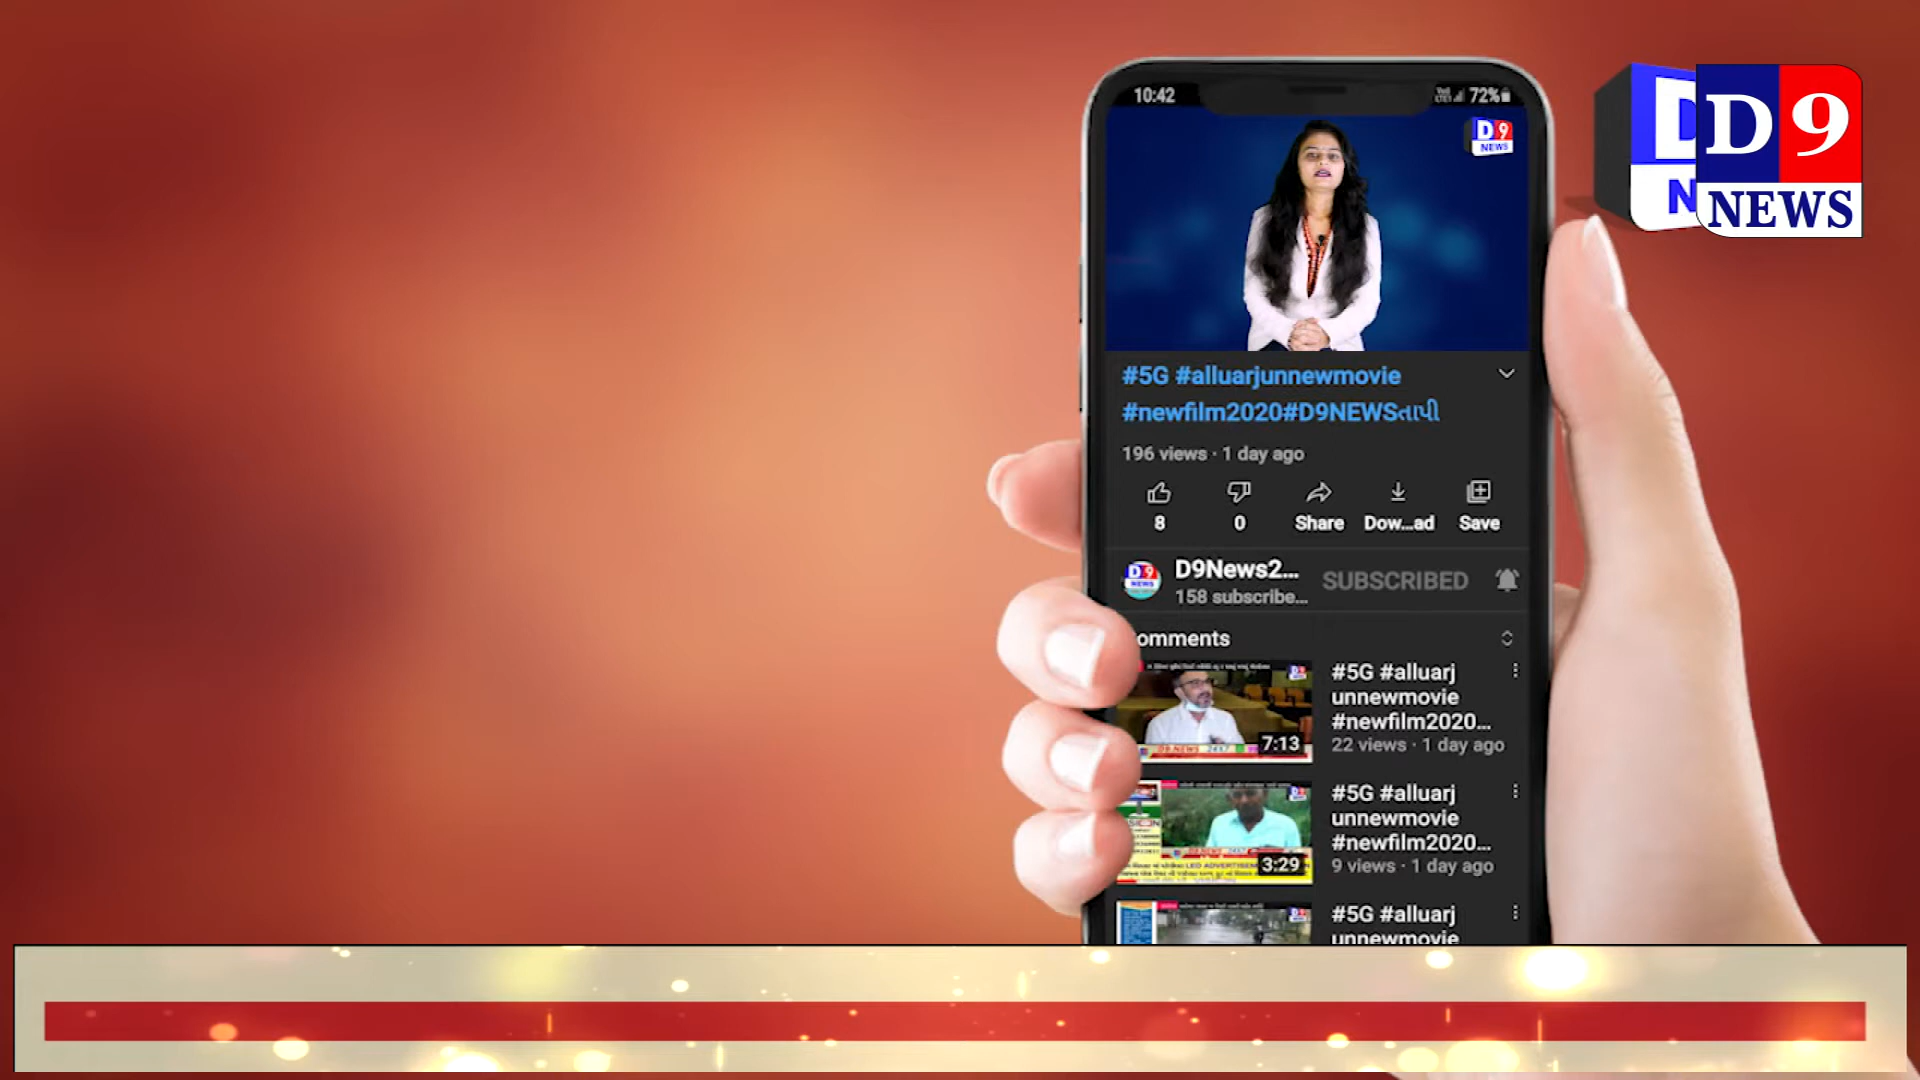 10:42
72%
D9
NEWS
D
N
D9
NEWS
#5G #alluarjunnewmovie
#newfilm2020#D9NEWSતાપી
196 views · 1 day ago
8
0
Share
Dow...ad
Save
D9News2...
SUBSCRIBED
158 subscribe...
omments
#5G #alluarj
unnewmovie
#newfilm2020...
22 views · 1 day ago
7:13
#5G #alluarj
unnewmovie
#newfilm2020...
9 views · 1 day ago
3:29
#5G #alluarj
unnewmovie